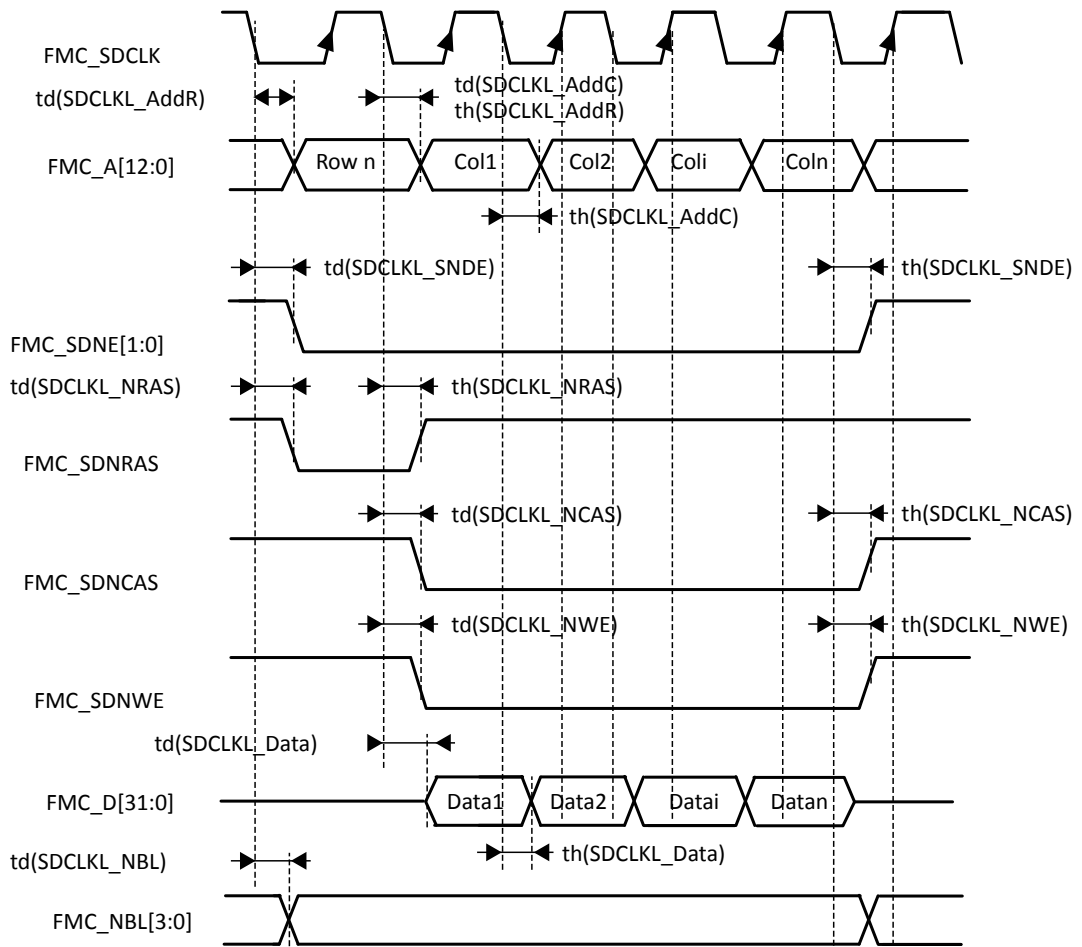 FMC_SDCLK
td(SDCLKL_AddR)
td(SDCLKL_AddC)
th(SDCLKL_AddR)
FMC_A[12:0]
Row n
Col1
Col2
Coli
Coln
th(SDCLKL_AddC)
td(SDCLKL_SNDE)
th(SDCLKL_SNDE)
FMC_SDNE[1:0]
td(SDCLKL_NRAS)
th(SDCLKL_NRAS)
FMC_SDNRAS
td(SDCLKL_NCAS)
th(SDCLKL_NCAS)
FMC_SDNCAS
td(SDCLKL_NWE)
th(SDCLKL_NWE)
FMC_SDNWE
td(SDCLKL_Data)
FMC_D[31:0]
Data1
Data2
Datai
Datan
th(SDCLKL_Data)
td(SDCLKL_NBL)
FMC_NBL[3:0]